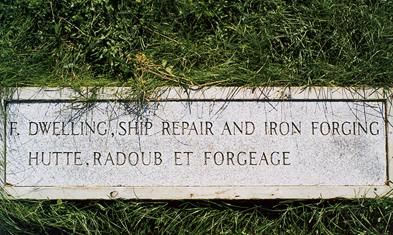 F. DWELLING, SHIP REPAIR AND IRON FORGING
HUTTE, RADOUB ET FORGEAGE